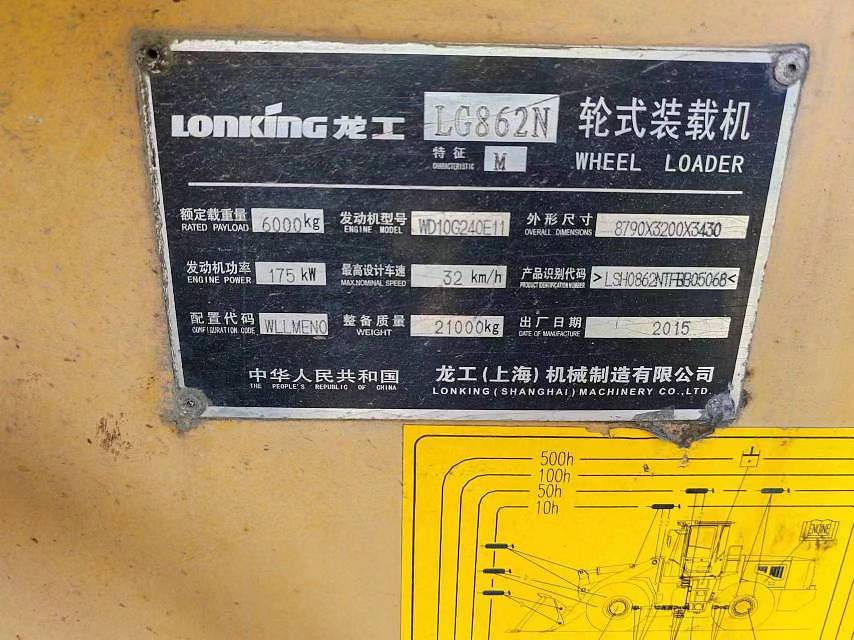 LONKING 龙工 LG862N 轮式装载机
特征 CHARACTERISTIC M WHEEL LOADER
额定载重量 RATED PAYLOAD 6000kg 发动机型号 ENGINE MODEL WD10G240E11 外形尺寸 OVERALL DIMENSIONS 8790X3200X3430
发动机功率 ENGINE POWER 175 kW 最高设计车速 MAX.NOMINAL SPEED 32 km/h 产品识别代码 PRODUCT IDENTIFICATION NUMBER >LSH0862NTFBB05068<
配置代码 CONFIGURATION CODE WLLMENO 整备质量 WEIGHT 21000kg 出厂日期 DATE OF MANUFACTURE 2015
中华人民共和国 龙工(上海)机械制造有限公司
THE PEOPLE'S REPUBLIC OF CHINA LONKING (SHANGHAI) MACHINERY CO.,LTD.
500h
100h
50h
10h
ENGINE